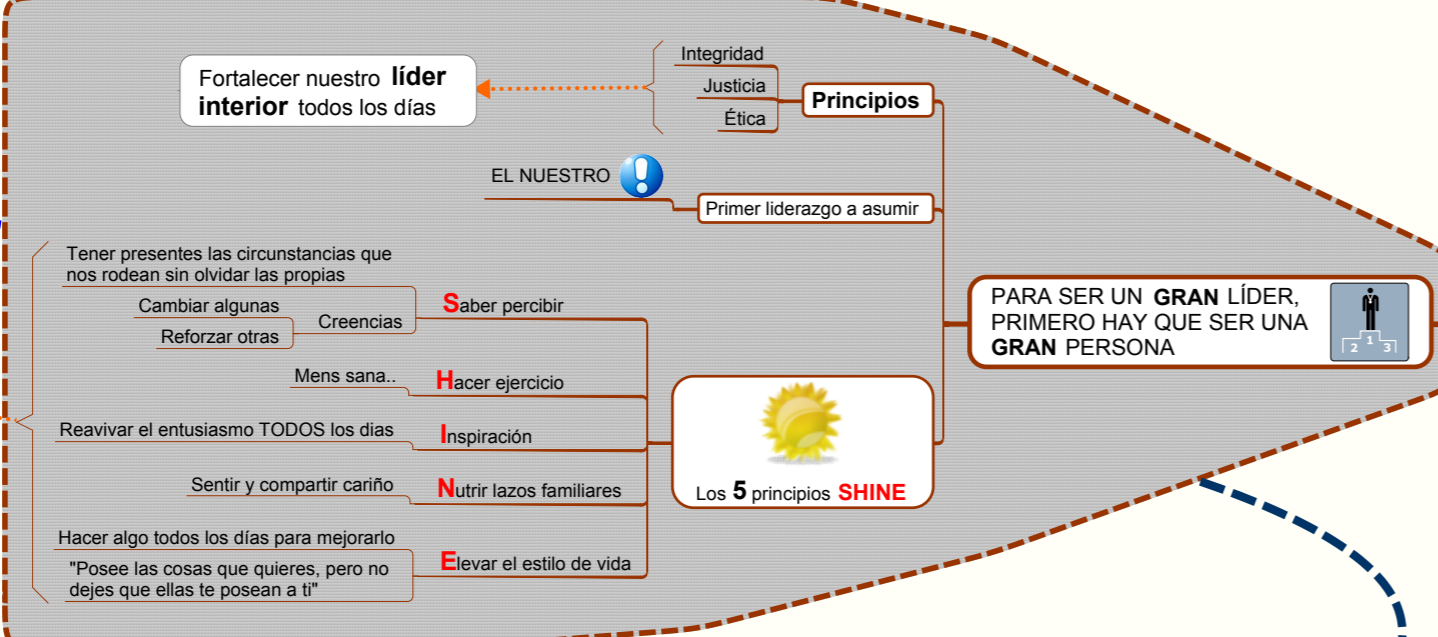 Fortalecer nuestro líder
interior todos los días
Integridad
Justicia
Ética
Principios
EL NUESTRO
Primer liderazgo a asumir
PARA SER UN GRAN LÍDER,
PRIMERO HAY QUE SER UNA
GRAN PERSONA
2 1 3
Tener presentes las circunstancias que
nos rodean sin olvidar las propias
Cambiar algunas
Reforzar otras
Creencias
Saber percibir
Mens sana..
Hacer ejercicio
Reavivar el entusiasmo TODOS los dias
Inspiración
Sentir y compartir cariño
Nutrir lazos familiares
Hacer algo todos los días para mejorarlo
"Posee las cosas que quieres, pero no
dejes que ellas te posean a ti"
Elevar el estilo de vida
Los 5 principios SHINE